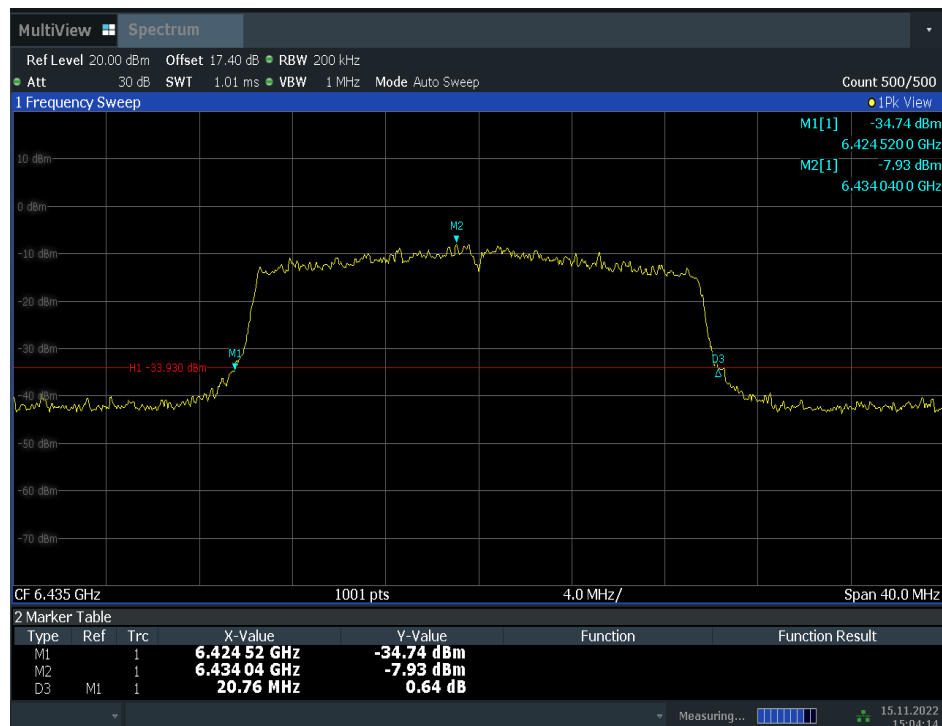 MultiView Spectrum
Ref Level 20.00 dBm Offset 17.40 dB RBW 200 kHz
Att 30 dB SWT 1.01 ms VBW 1 MHz Mode Auto Sweep Count 500/500
1 Frequency Sweep 1Pk View
M1[1] -34.74 dBm
6.424 520 0 GHz
M2[1] -7.93 dBm
6.434 040 0 GHz
10 dBm
0 dBm
M2
-10 dBm
-20 dBm
-30 dBm
M1
D3
H1 -33.930 dBm
-40 dBm
-50 dBm
-60 dBm
-70 dBm
CF 6.435 GHz 1001 pts 4.0 MHz/ Span 40.0 MHz
2 Marker Table
Type Ref Trc X-Value Y-Value Function Function Result
M1 1 6.424 52 GHz -34.74 dBm
M2 1 6.434 04 GHz -7.93 dBm
D3 M1 1 20.76 MHz 0.64 dB
Measuring... 15.11.2022
15:04:14